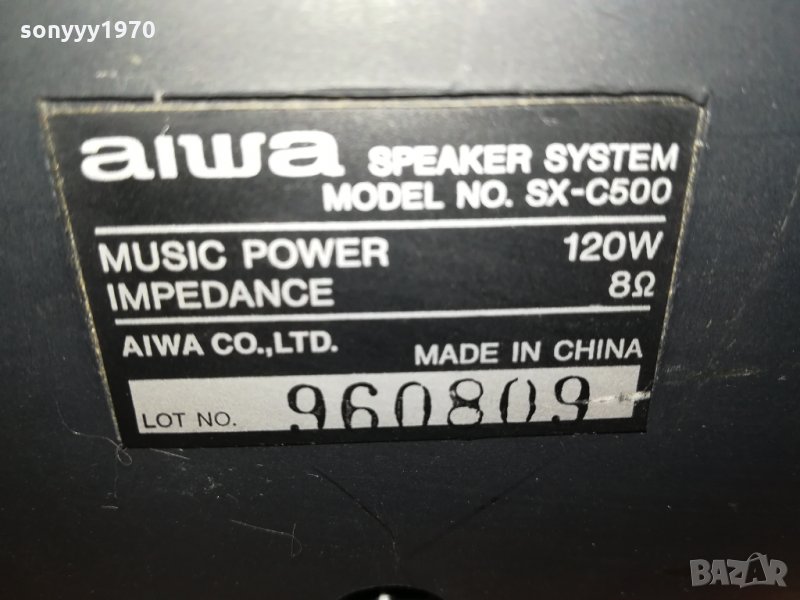 sonyyy1970
aiwa SPEAKER SYSTEM
MODEL NO. SX-C500
MUSIC POWER 120W
IMPEDANCE 8Ω
AIWA CO.,LTD. MADE IN CHINA
LOT NO. 960809
BAZAR